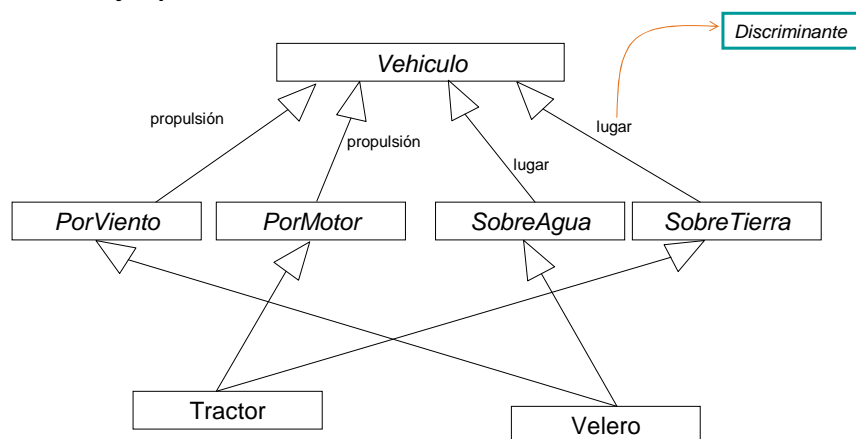 Discriminante
Vehiculo
propulsión
propulsión
lugar
lugar
PorViento
PorMotor
SobreAgua
SobreTierra
Tractor
Velero